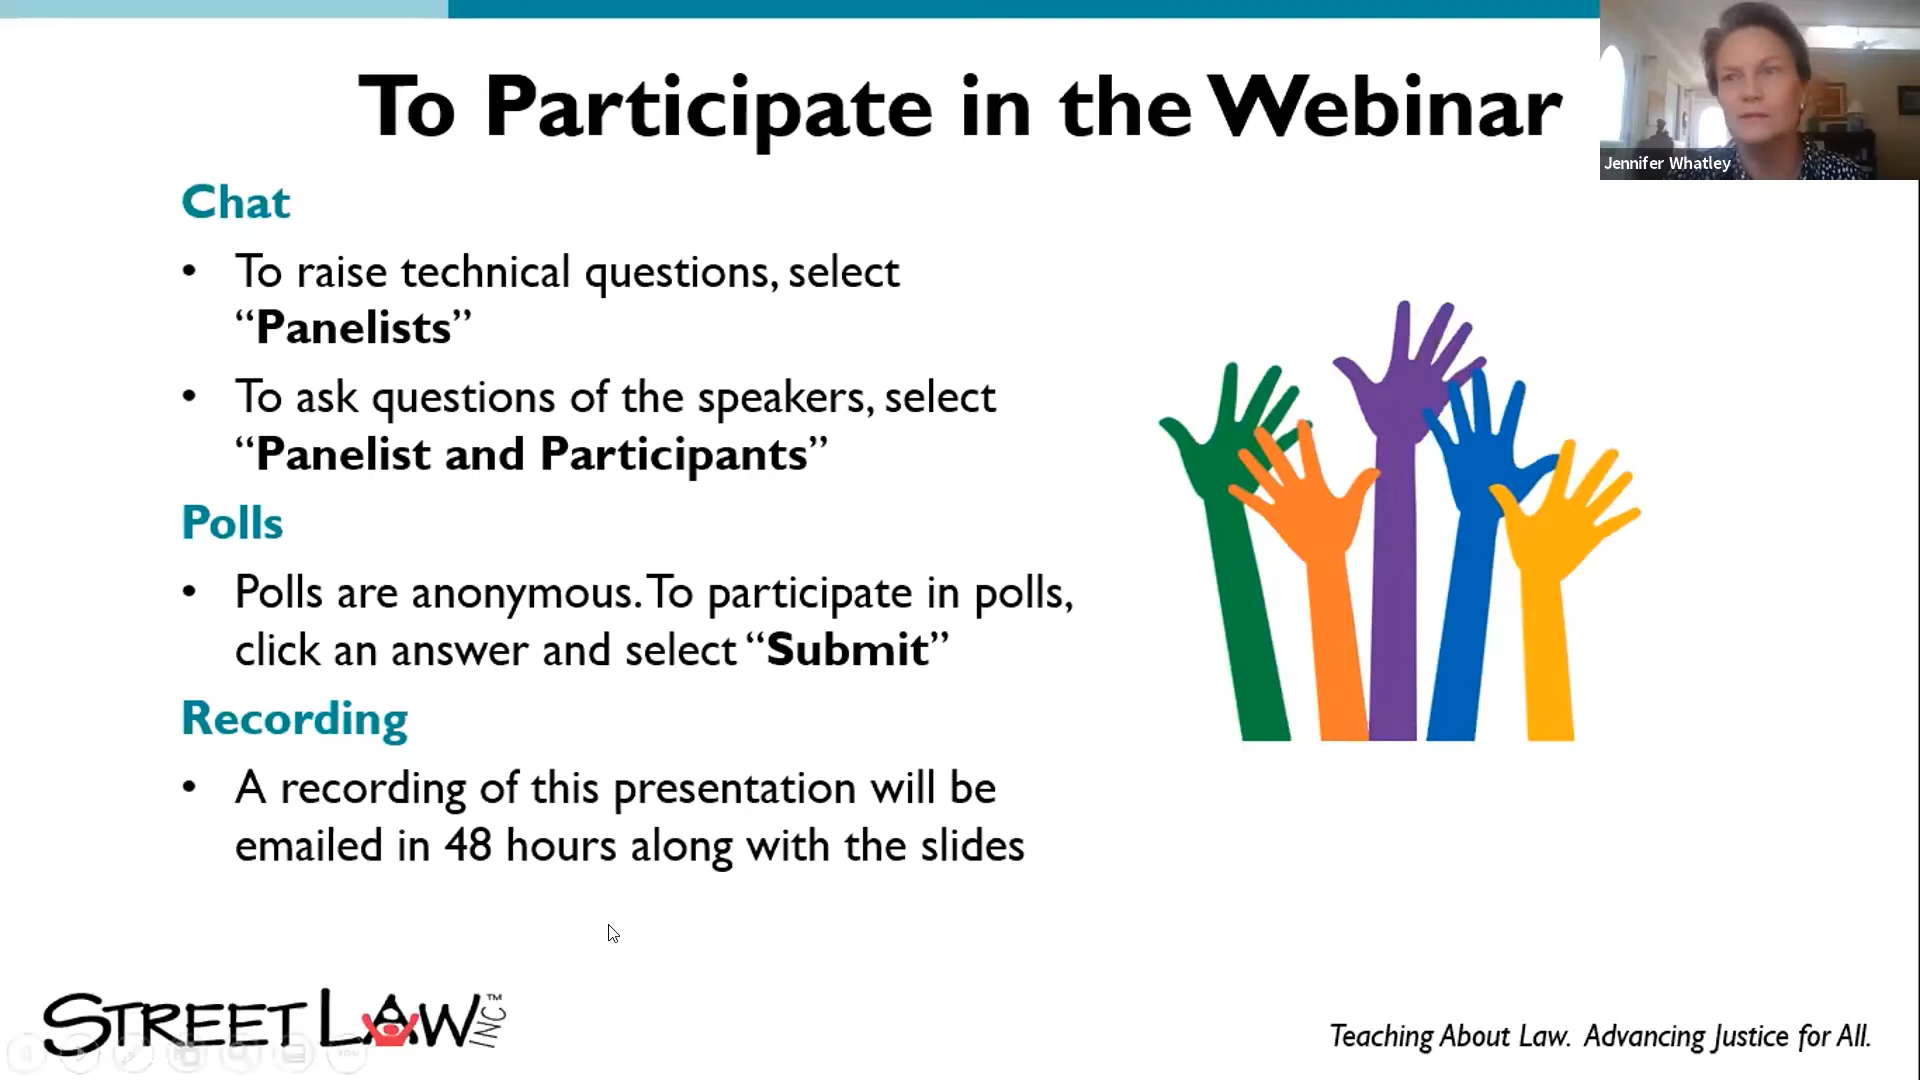 To Participate in the Webinar
Jennifer Whatley
Chat
• To raise technical questions, select
“Panelists”
• To ask questions of the speakers, select
“Panelist and Participants”
Polls
• Polls are anonymous. To participate in polls,
click an answer and select “Submit”
Recording
• A recording of this presentation will be
emailed in 48 hours along with the slides
STREET LAW INC™
Teaching About Law. Advancing Justice for All.